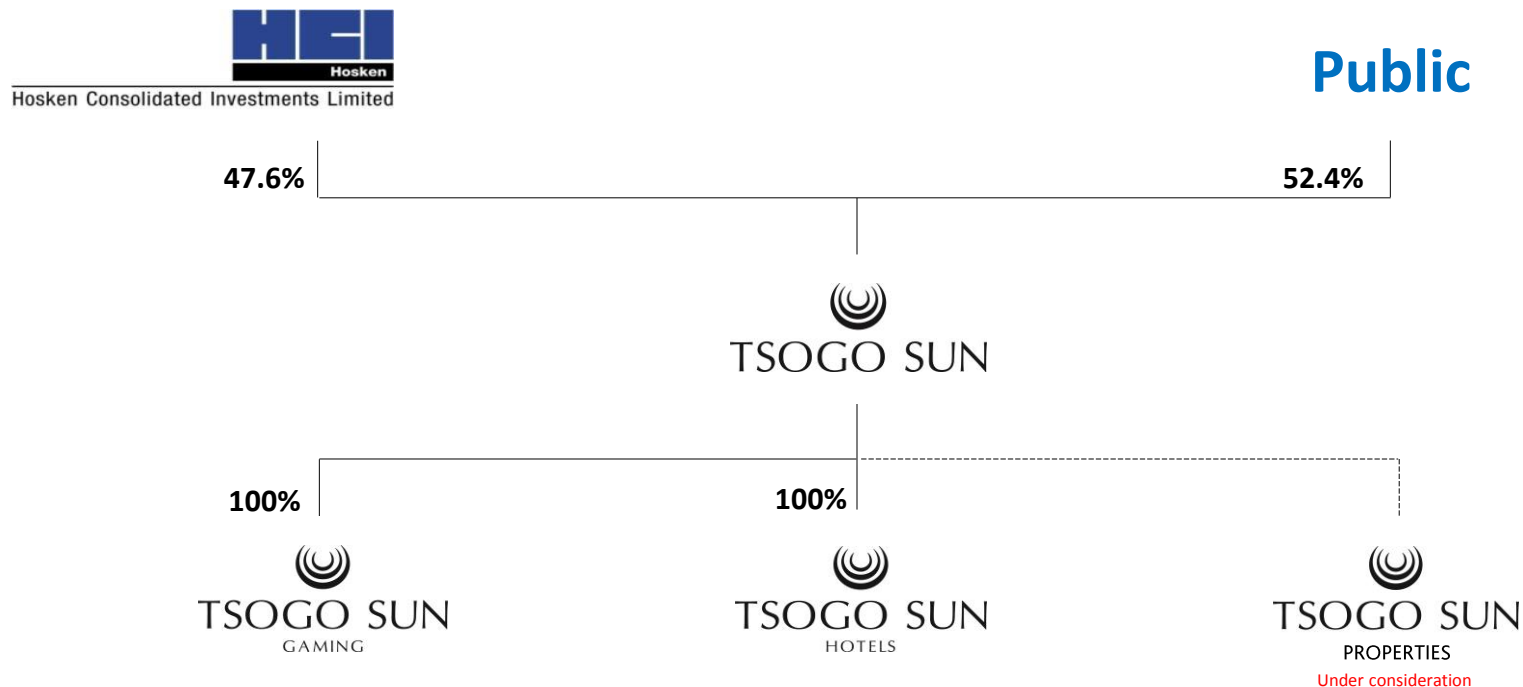 HCI
Hosken
Hosken Consolidated Investments Limited
Public
47.6%
52.4%
TSOGO SUN
100%
100%
TSOGO SUN
GAMING
TSOGO SUN
HOTELS
TSOGO SUN
PROPERTIES
Under consideration